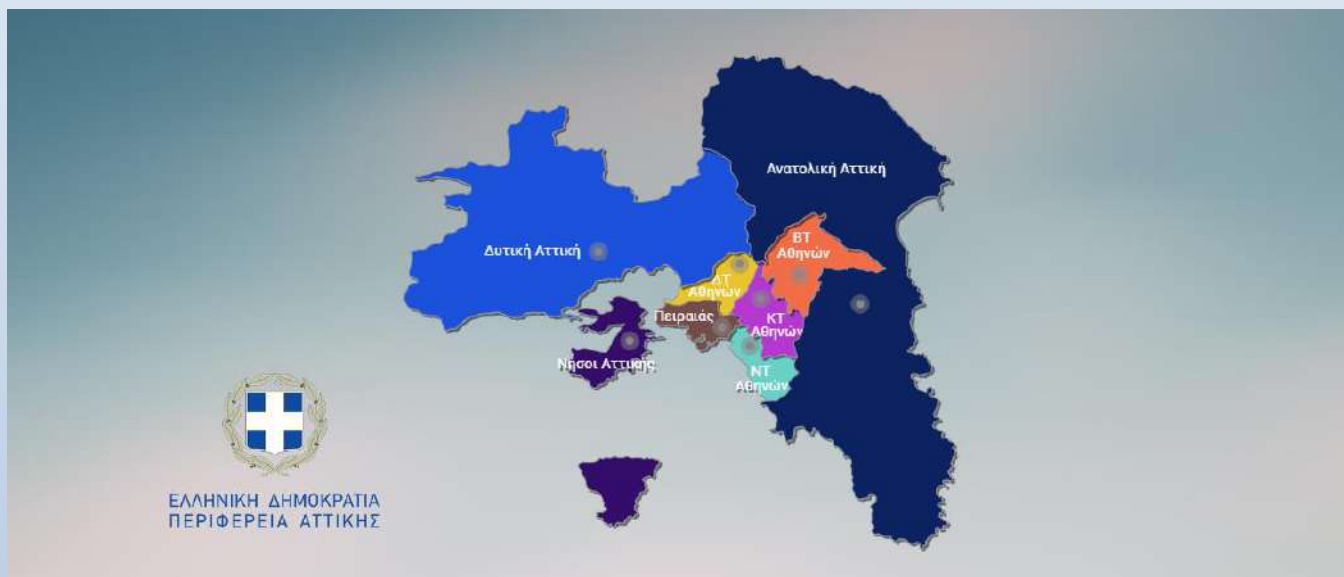 Ανατολική Αττική
ΒΤ
Αθηνών
Δυτική Αττική
ΔΤ
Αθηνών
Πειραιάς
ΚΤ
Αθηνών
Νήσοι Αττικής
ΝΤ
Αθηνών
ΕΛΛΗΝΙΚΗ ΔΗΜΟΚΡΑΤΙΑ
ΠΕΡΙΦΕΡΕΙΑ ΑΤΤΙΚΗΣ